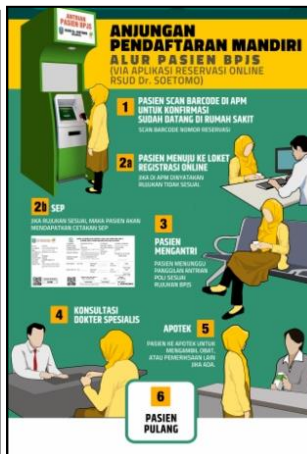 ANTRIAN
PASIEN BPJS
ANJUNGAN
PENDAFTARAN MANDIRI
ALUR PASIEN BPJS
(VIA APLIKASI RESERVASI ONLINE
RSUD Dr. SOETOMO)
1
PASIEN SCAN BARCODE DI APM
UNTUK KONFIRMASI
SUDAH DATANG DI RUMAH SAKIT
SCAN BARCODE NOMOR RESERVASI
2a
PASIEN MENUJU KE LOKET
REGISTRASI ONLINE
JIKA DI APM DINYATAKAN
RUJUKAN TIDAK SESUAI
2b
SEP
JIKA RUJUKAN SESUAI, MAKA PASIEN AKAN
MENDAPATKAN CETAKAN SEP
3
PASIEN
MENGANTRI
PASIEN MENUNGGU
PANGGILAN ANTRIAN
POLI SESUAI
RUJUKAN BPJS
4
KONSULTASI
DOKTER SPESIALIS
APOTEK
5
PASIEN KE APOTEK UNTUK
MENGAMBIL OBAT,
ATAU PEMERIKSAAN LAIN
JIKA ADA.
6
PASIEN
PULANG